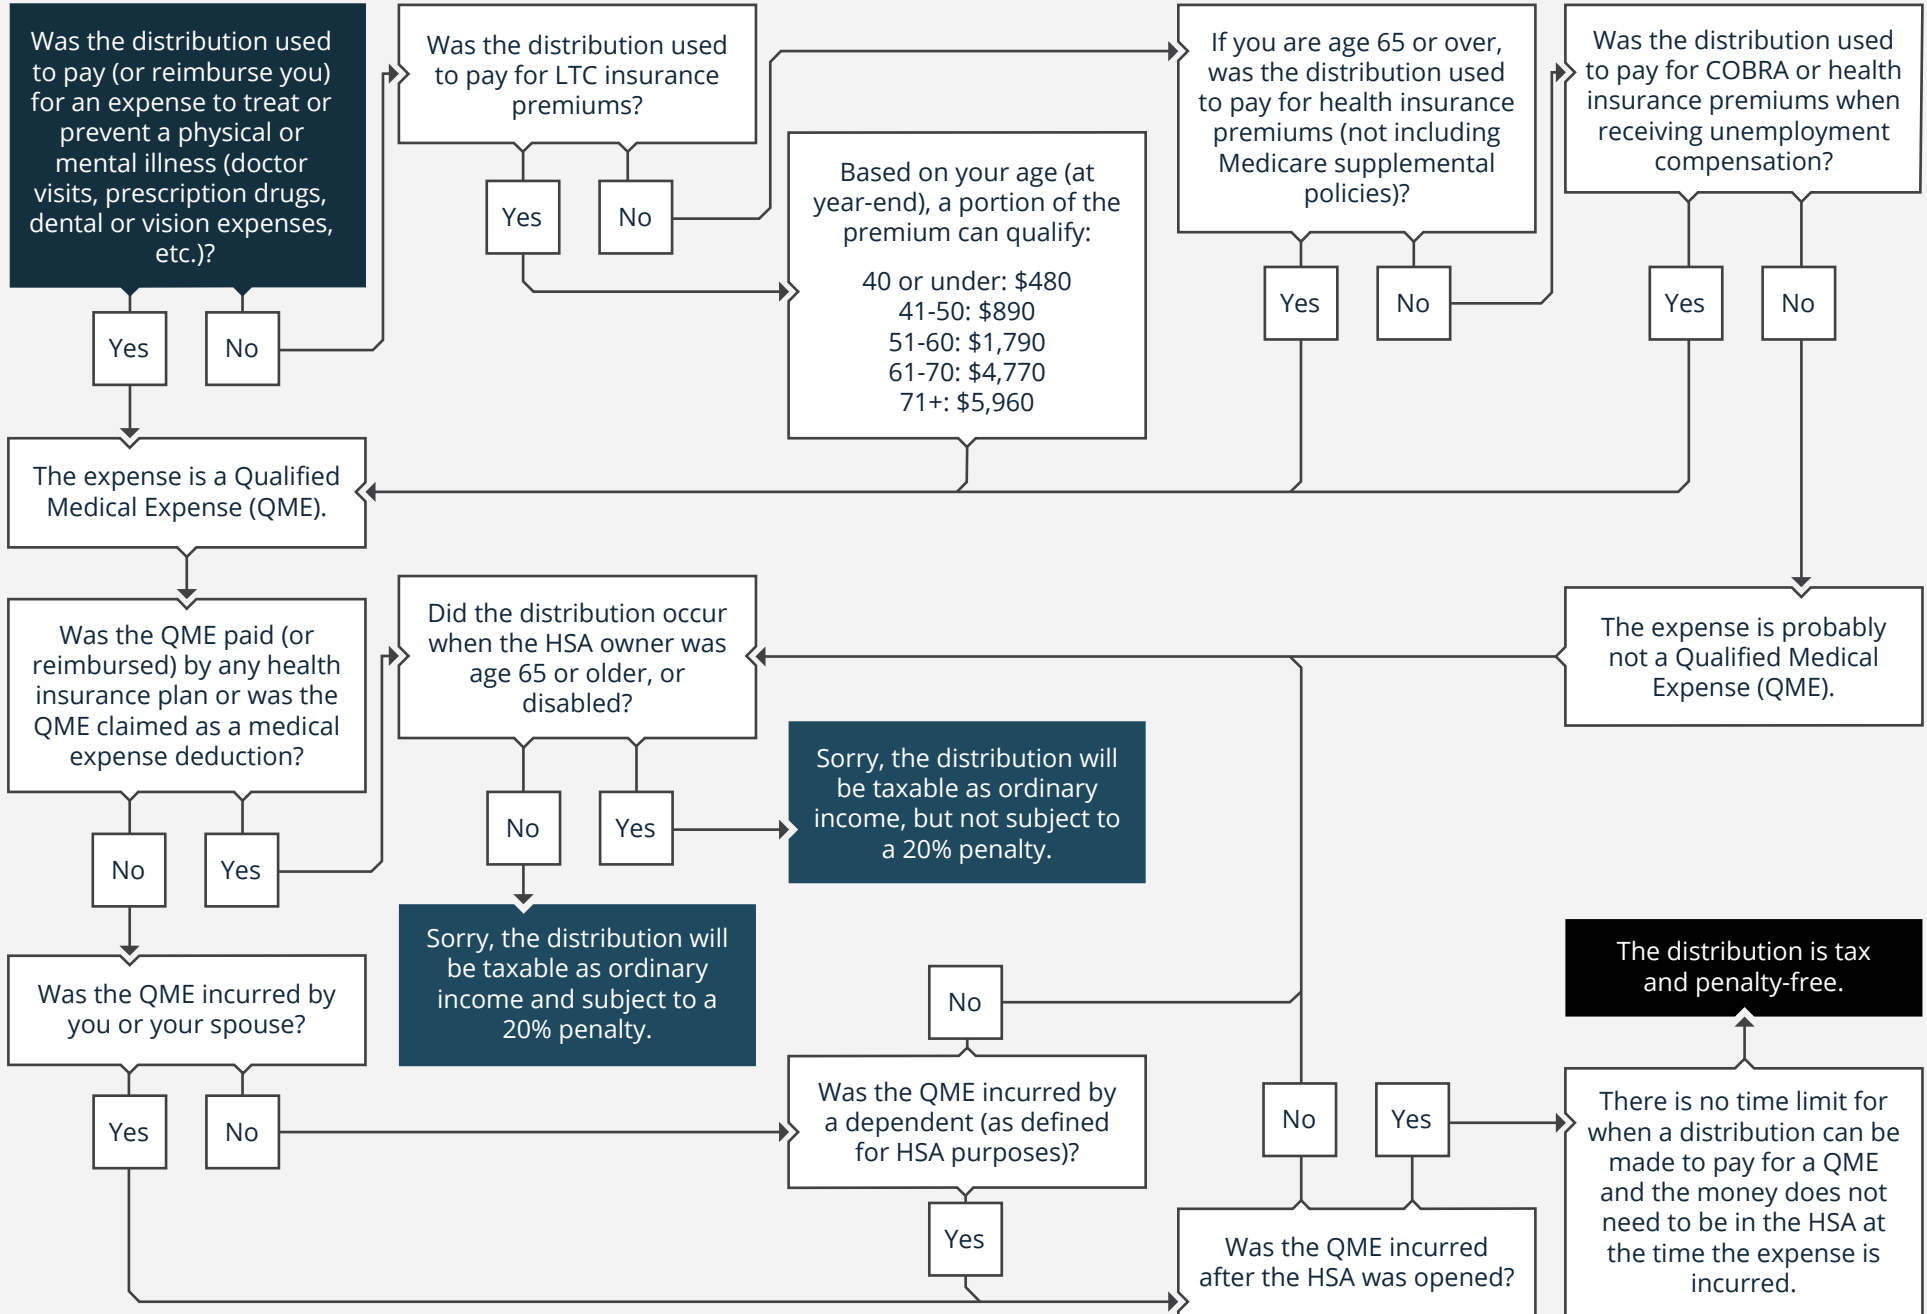 Was the distribution used
to pay (or reimburse you)
for an expense to treat or
prevent a physical or
mental illness (doctor
visits, prescription drugs,
dental or vision expenses,
etc.)?
Yes
No
Was the distribution used
to pay for LTC insurance
premiums?
Yes
No
Based on your age (at
year-end), a portion of the
premium can qualify:
40 or under: $480
41-50: $890
51-60: $1,790
61-70: $4,770
71+: $5,960
If you are age 65 or over,
was the distribution used
to pay for health insurance
premiums (not including
Medicare supplemental
policies)?
Yes
No
Was the distribution used
to pay for COBRA or health
insurance premiums when
receiving unemployment
compensation?
Yes
No
The expense is a Qualified
Medical Expense (QME).
Was the QME paid (or
reimbursed) by any health
insurance plan or was the
QME claimed as a medical
expense deduction?
No
Yes
Did the distribution occur
when the HSA owner was
age 65 or older, or
disabled?
No
Yes
Sorry, the distribution will
be taxable as ordinary
income, but not subject to
a 20% penalty.
Sorry, the distribution will
be taxable as ordinary
income and subject to a
20% penalty.
The expense is probably
not a Qualified Medical
Expense (QME).
Was the QME incurred by
you or your spouse?
Yes
No
No
Was the QME incurred by
a dependent (as defined
for HSA purposes)?
Yes
No
Yes
Was the QME incurred
after the HSA was opened?
The distribution is tax
and penalty-free.
There is no time limit for
when a distribution can be
made to pay for a QME
and the money does not
need to be in the HSA at
the time the expense is
incurred.